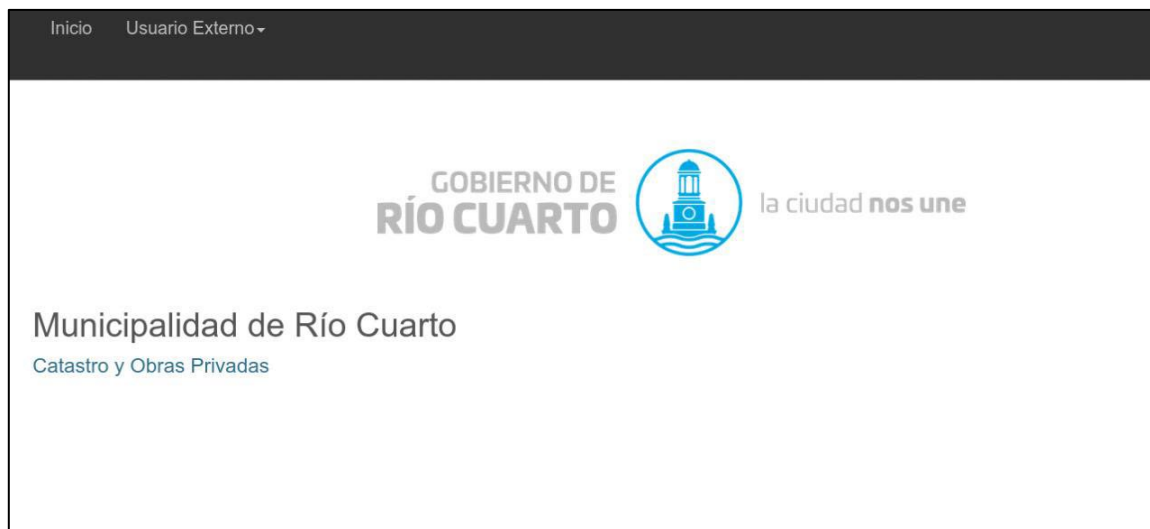 Inicio Usuario Externo
GOBIERNO DE
RÍO CUARTO
la ciudad nos une
Municipalidad de Río Cuarto
Catastro y Obras Privadas